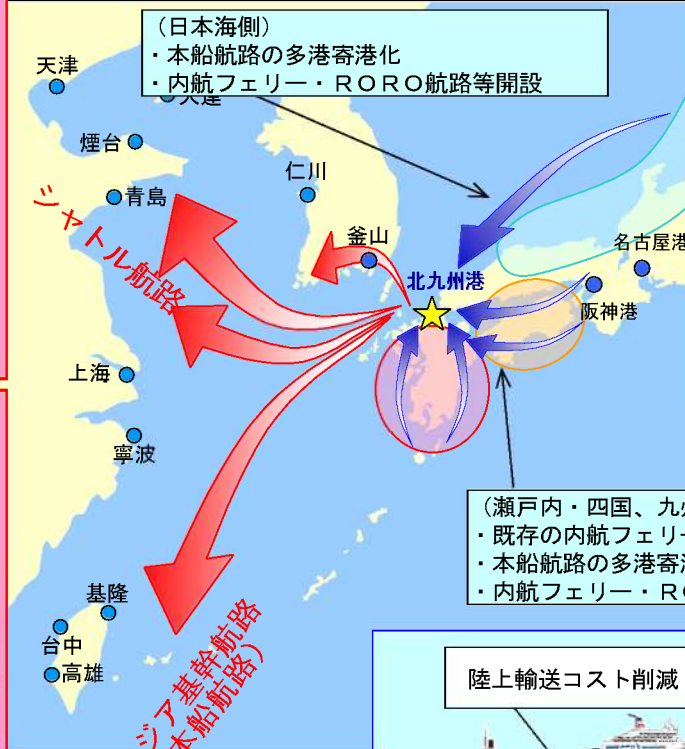 （日本海側）
・本船航路の多港寄港化
・内航フェリー・ＲＯＲＯ航路等開設
天津
大連
煙台
仁川
青島
シャトル航路
釜山
名古屋港
北九州港
阪神港
上海
寧波
（瀬戸内・四国、九州
・既存の内航フェリー
・本船航路の多港寄港
・内航フェリー・ＲＯ
基隆
台中
高雄
ジア基幹航路
本船航路）
陸上輸送コスト削減